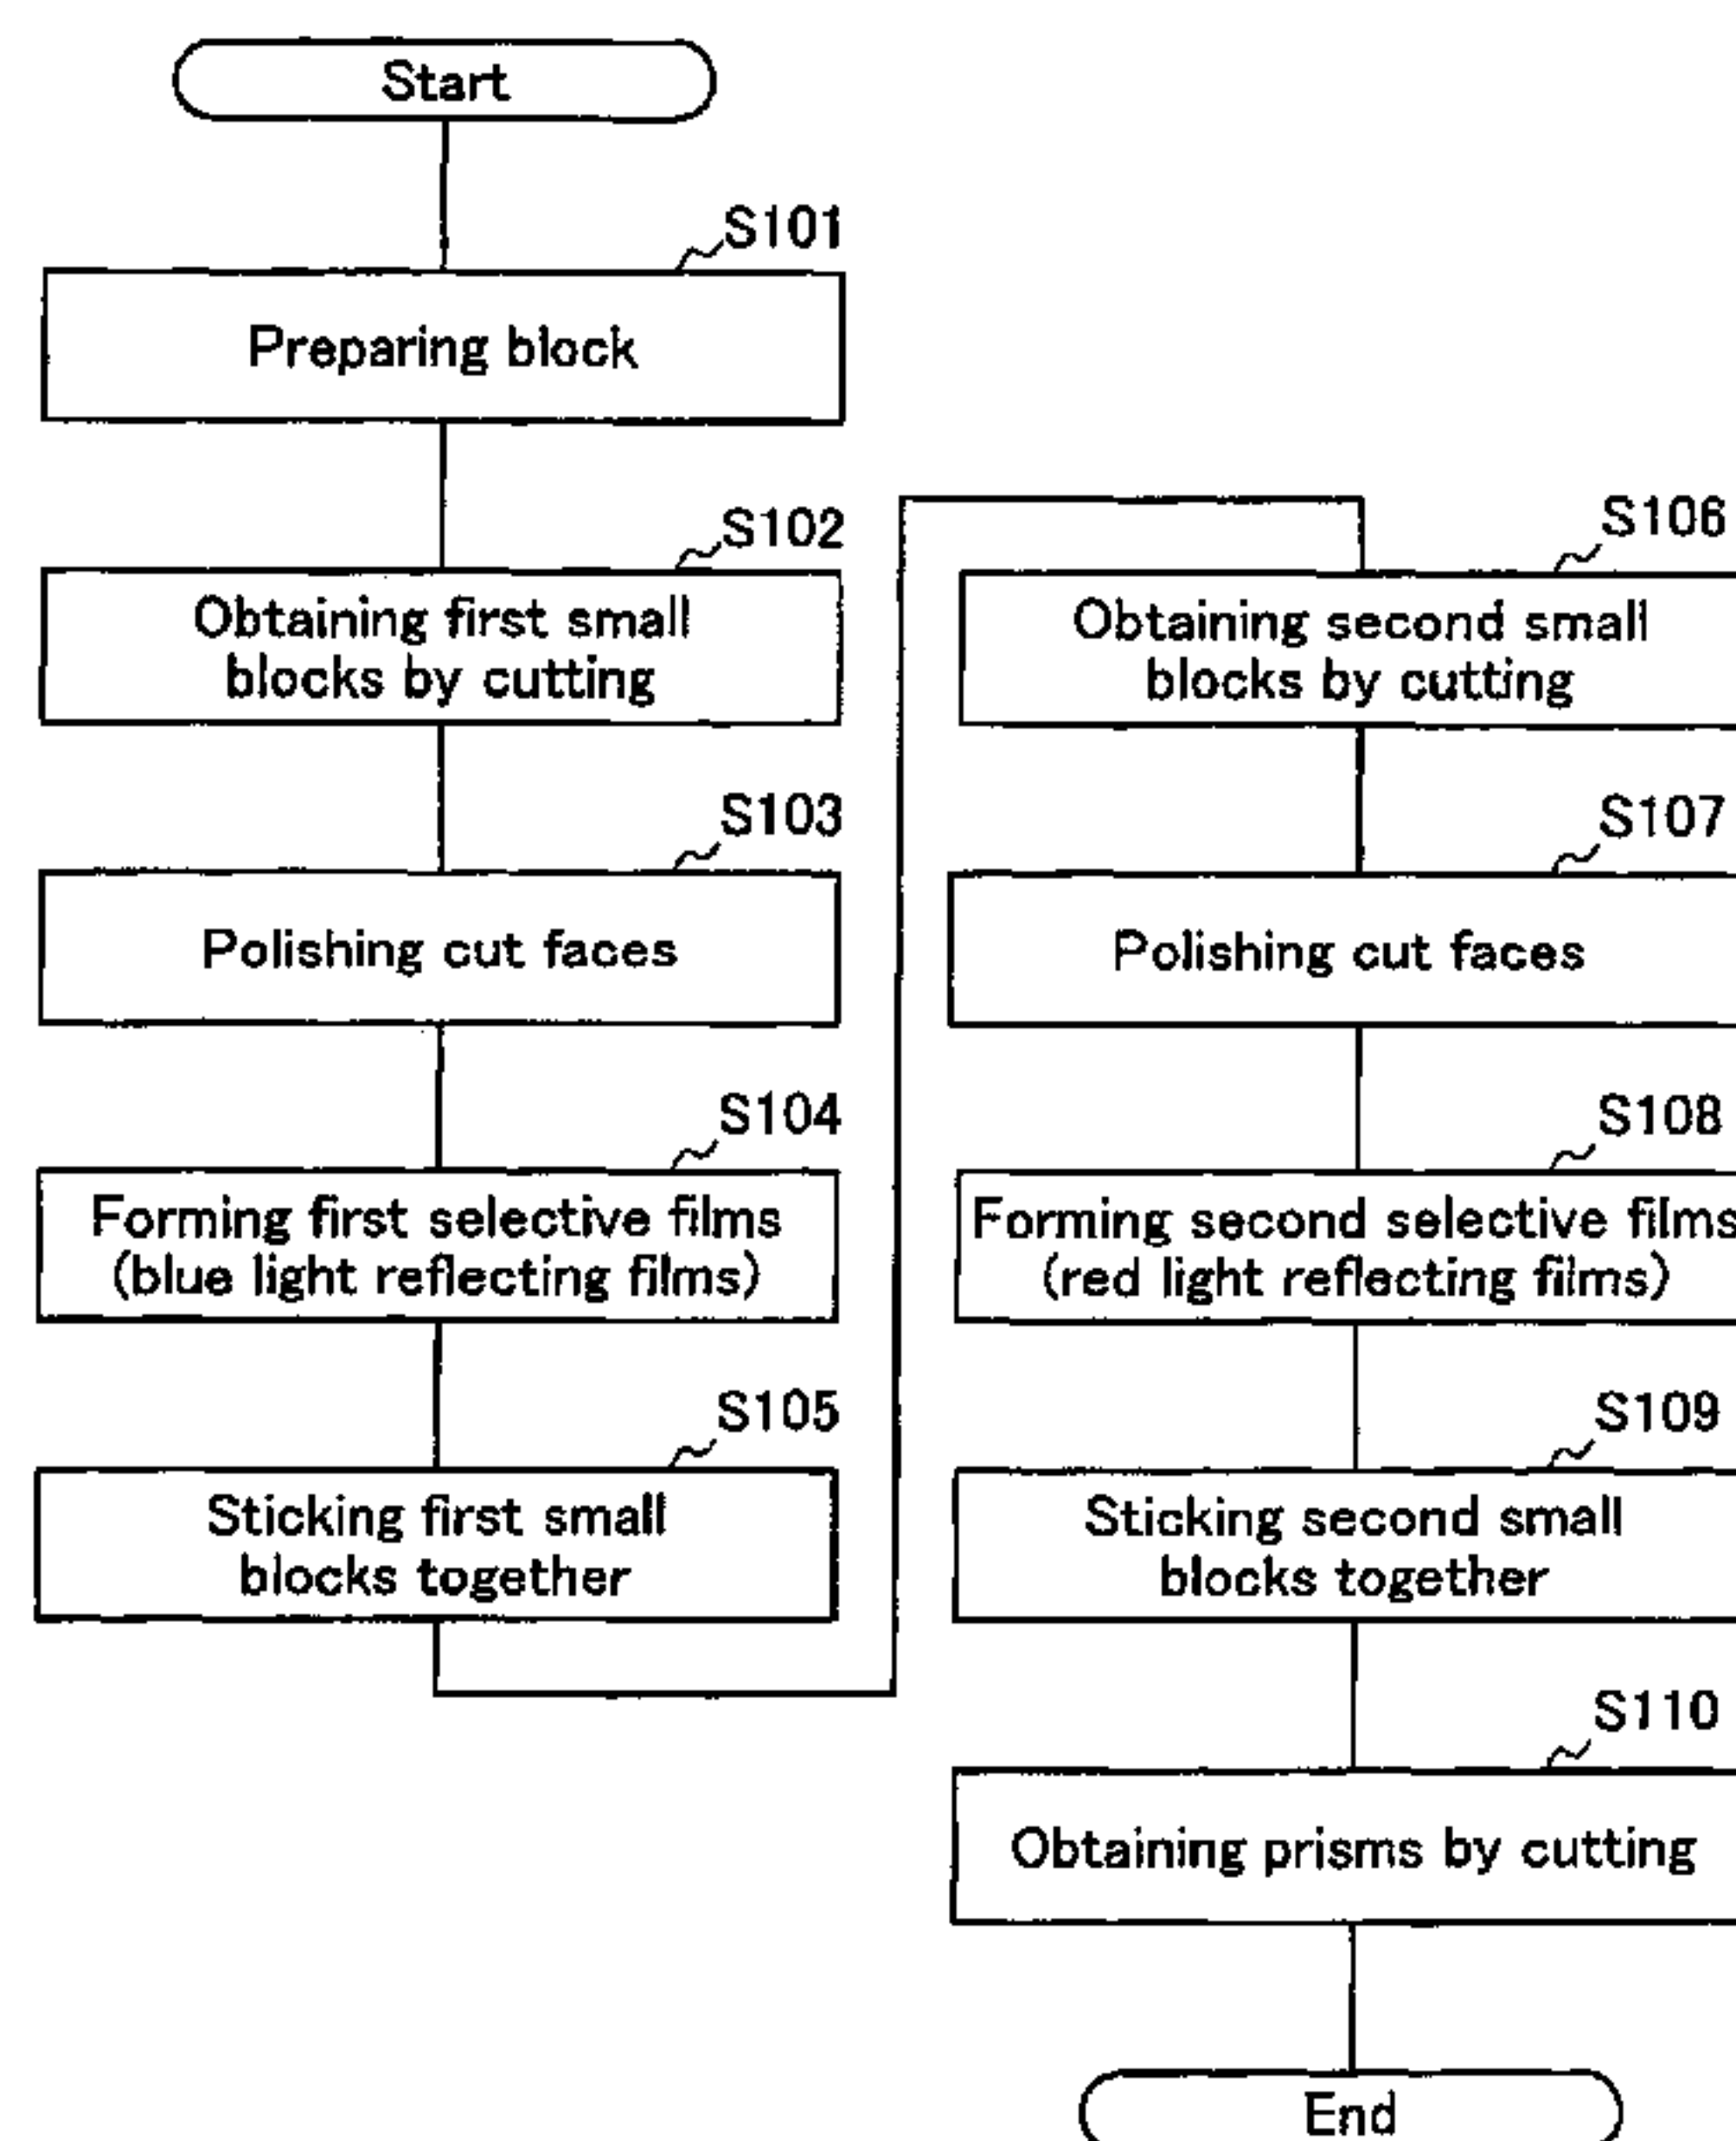 Start
S101
Preparing block
S102
Obtaining first small
blocks by cutting
S103
Polishing cut faces
S104
Forming first selective films
(blue light reflecting films)
S105
Sticking first small
blocks together
S106
Obtaining second small
blocks by cutting
S107
Polishing cut faces
S108
Forming second selective films
(red light reflecting films)
S109
Sticking second small
blocks together
S110
Obtaining prisms by cutting
End